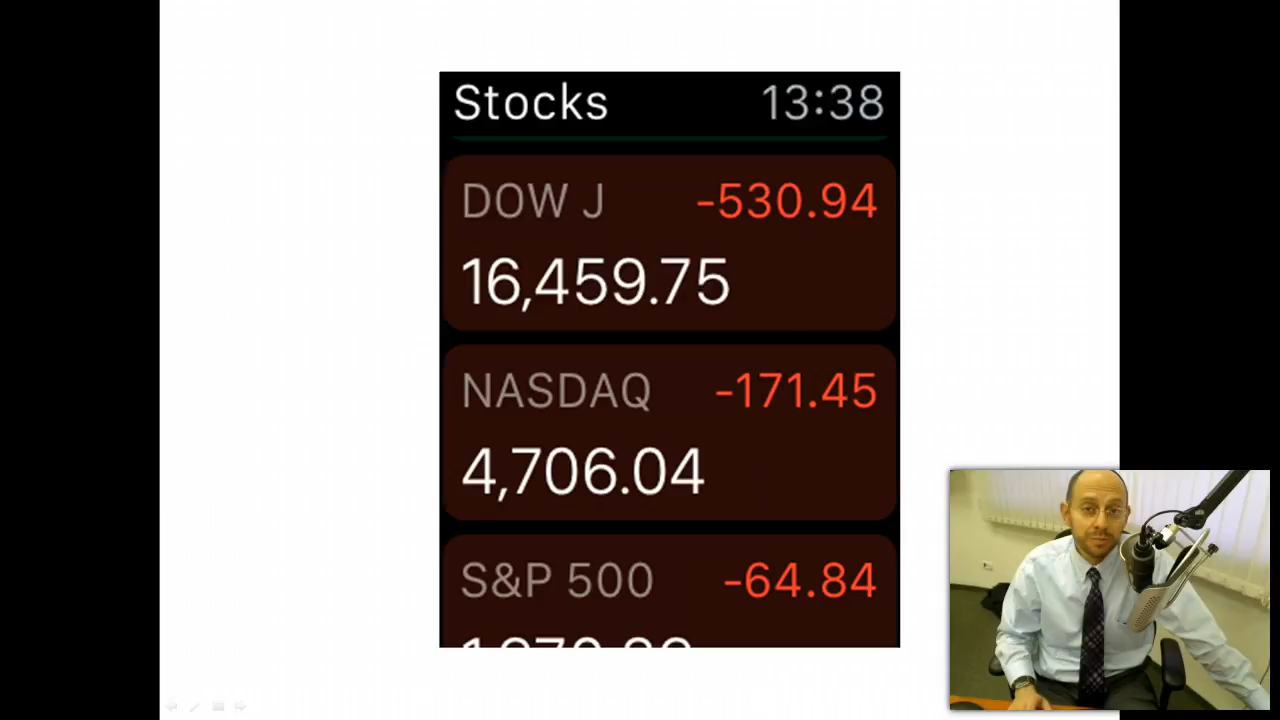 Stocks 13:38
DOW J -530.94
16,459.75
NASDAQ -171.45
4,706.04
S&P 500 -64.84